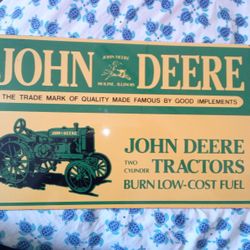 JOHN DEERE
JOHN DEERE
MOLINE, ILLINOIS
THE TRADE MARK OF QUALITY MADE FAMOUS BY GOOD IMPLEMENTS
JOHN DEERE
TWO CYLINDER TRACTORS
BURN LOW-COST FUEL